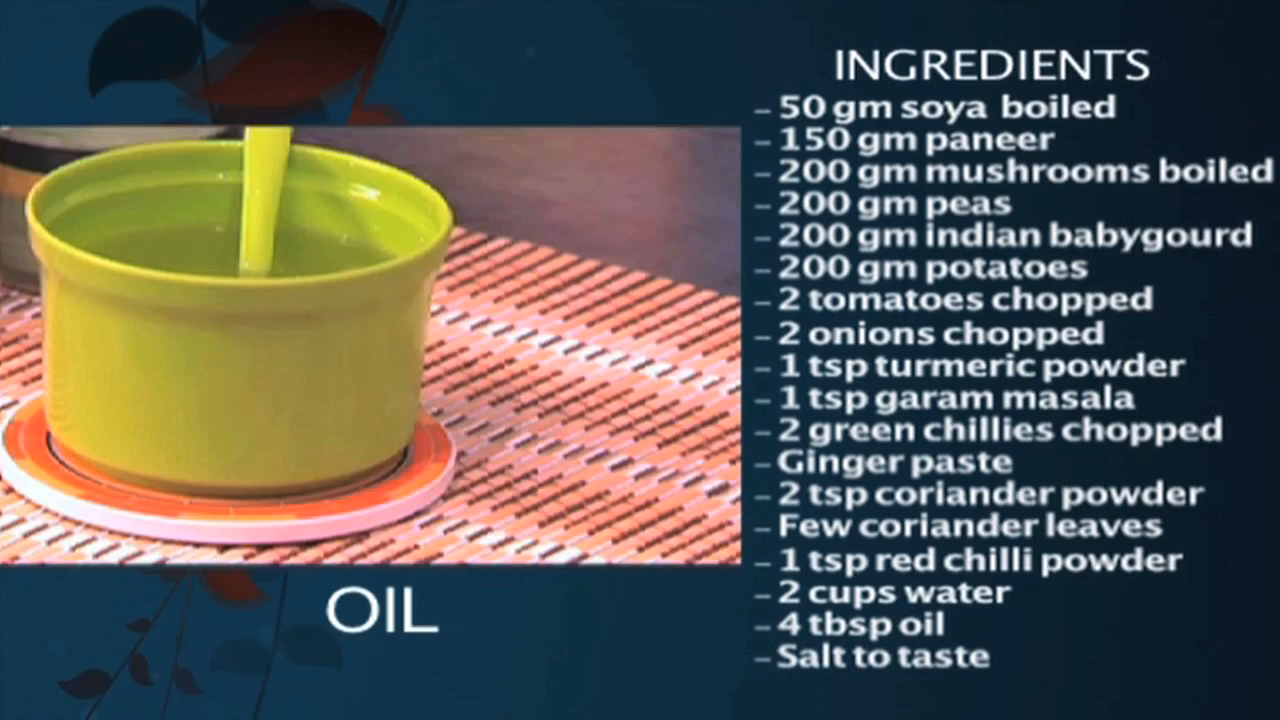 INGREDIENTS
- 50 gm soya boiled
- 150 gm paneer
- 200 gm mushrooms boiled
- 200 gm peas
- 200 gm indian babygourd
- 200 gm potatoes
- 2 tomatoes chopped
- 2 onions chopped
- 1 tsp turmeric powder
- 1 tsp garam masala
- 2 green chillies chopped
- Ginger paste
- 2 tsp coriander powder
- Few coriander leaves
- 1 tsp red chilli powder
- 2 cups water
- 4 tbsp oil
- Salt to taste
OIL